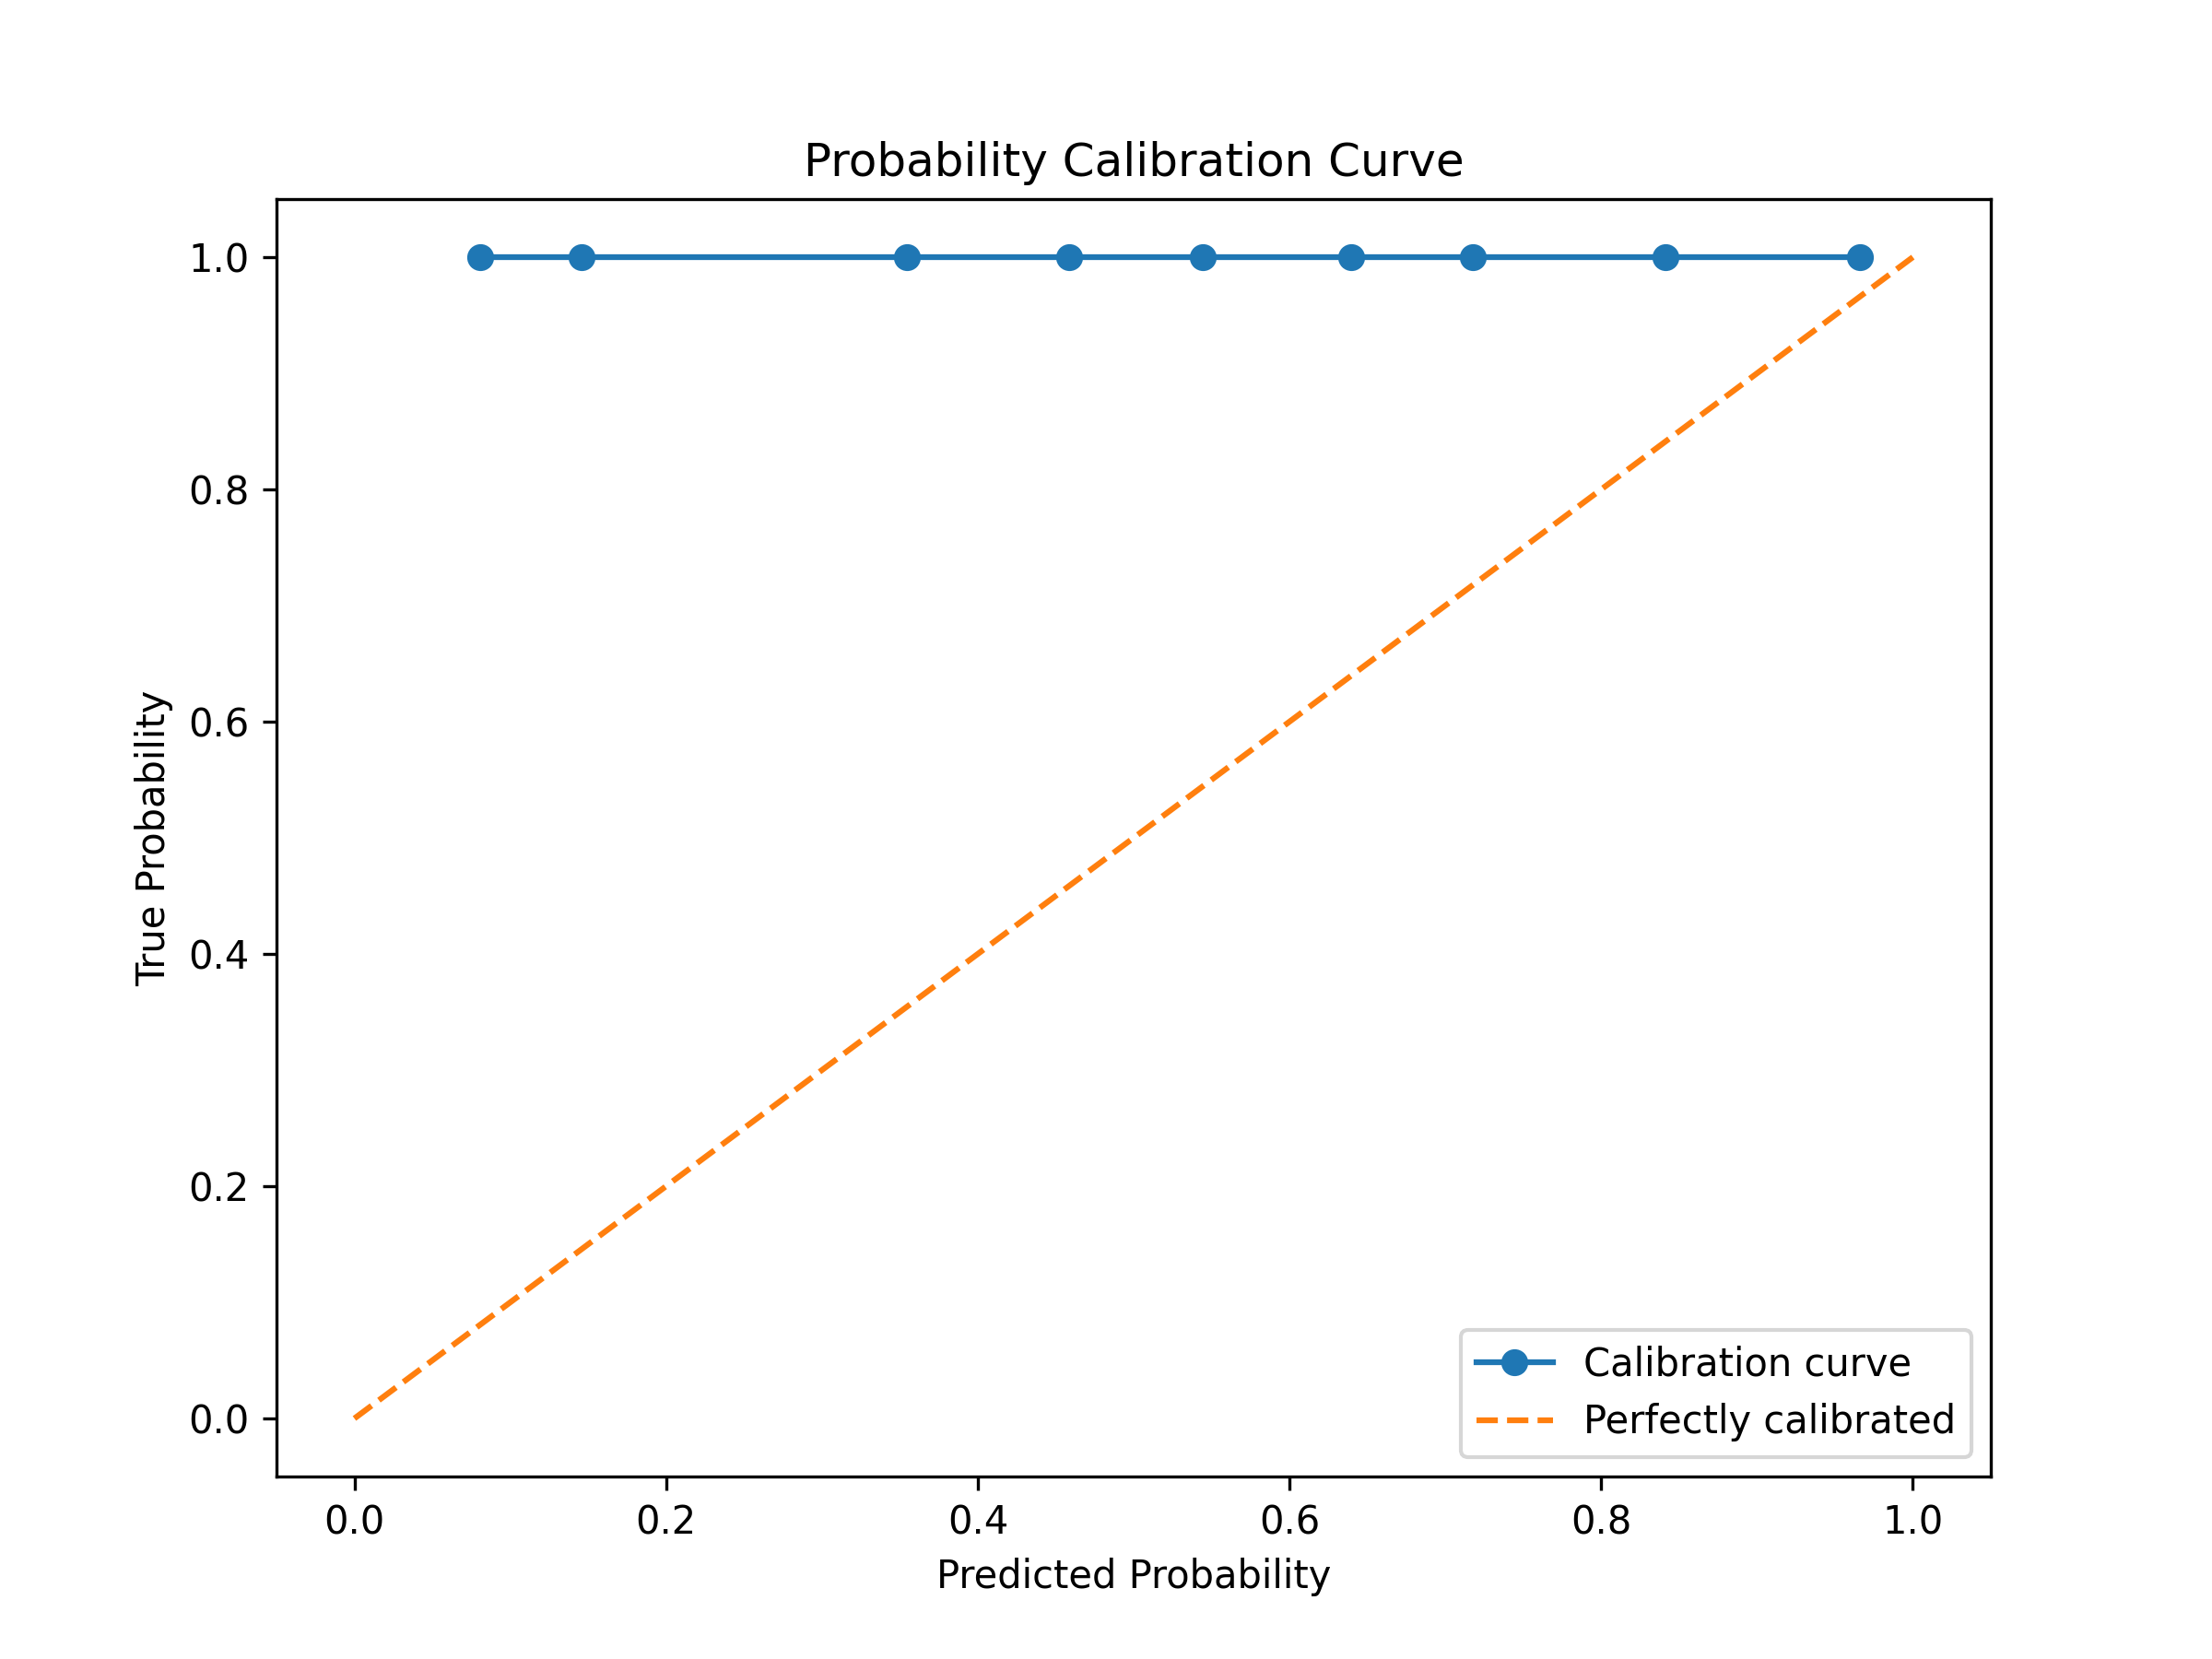 Probability Calibration Curve
1.0
0.8
0.6
0.4
0.2
0.0
True Probability
0.0 0.2 0.4 0.6 0.8 1.0
Predicted Probability
Calibration curve
Perfectly calibrated